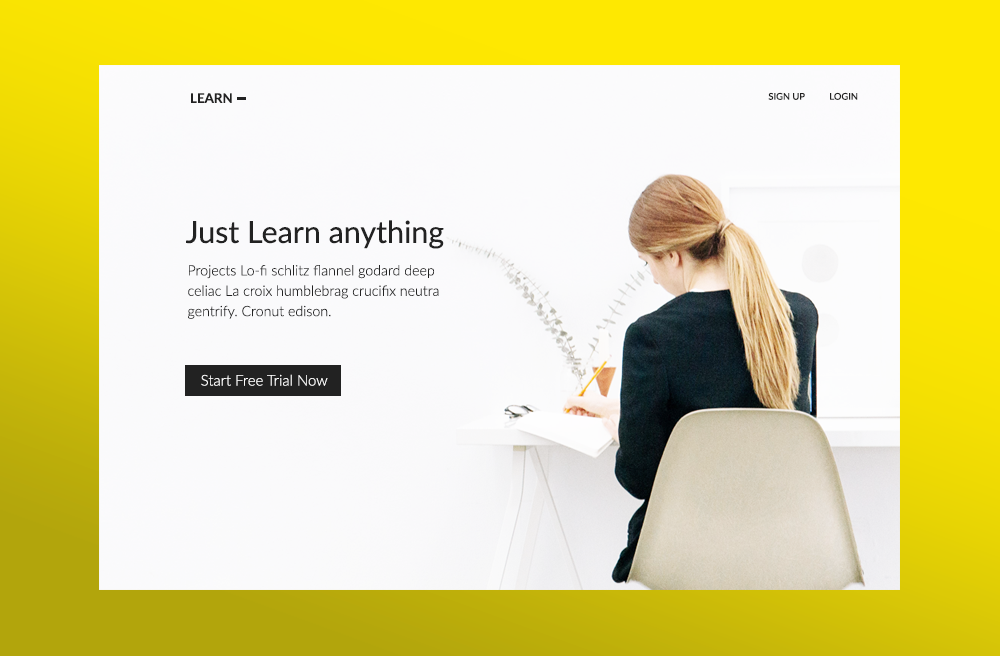 LEARN –
SIGN UP
LOGIN
Just Learn anything
Projects Lo-fi schlitz flannel godard deep
celiac La croix humblebrag crucifix neutra
gentrify. Cronut edison.
Start Free Trial Now